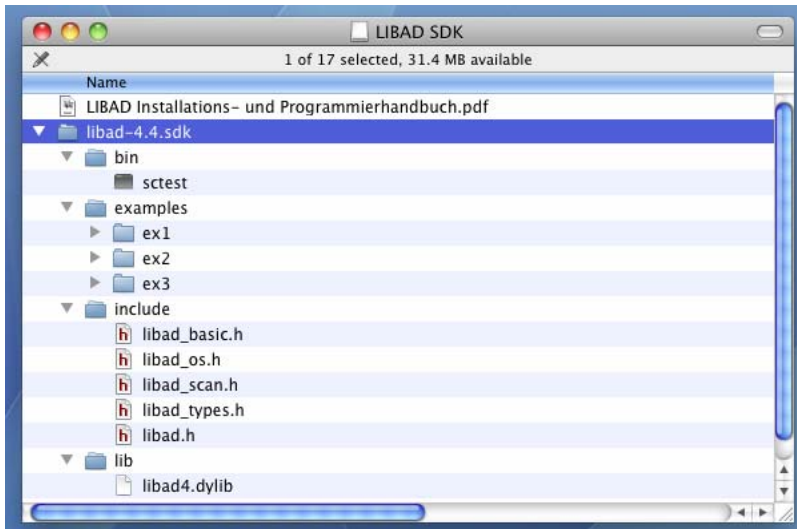 LIBAD SDK
1 of 17 selected, 31.4 MB available
Name
LIBAD Installations- und Programmierhandbuch.pdf
libad-4.4.sdk
bin
sctest
examples
ex1
ex2
ex3
include
libad_basic.h
libad_os.h
libad_scan.h
libad_types.h
libad.h
lib
libad4.dylib